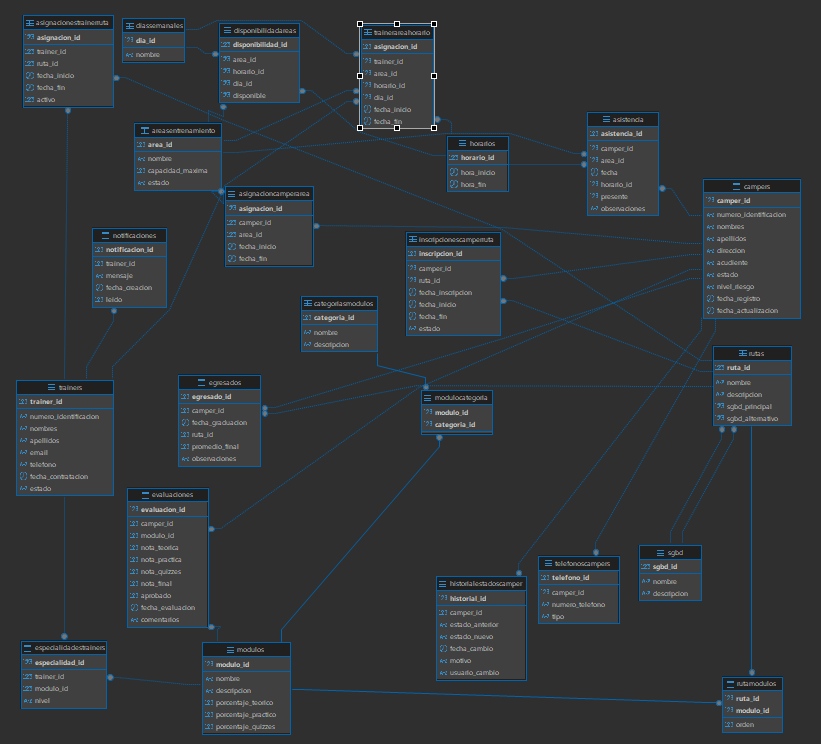 asignacionestrainerruta
asignacion_id
trainer_id
ruta_id
fecha_inicio
fecha_fin
activo
diassemanales
dia_id
nombre
disponibilidadareas
disponibilidad_id
area_id
horario_id
dia_id
disponible
trainerareahorario
asignacion_id
trainer_id
area_id
horario_id
dia_id
fecha_inicio
fecha_fin
areasentrenamiento
area_id
nombre
capacidad_maxima
estado
horarios
horario_id
hora_inicio
hora_fin
asistencia
asistencia_id
camper_id
area_id
fecha
horario_id
presente
observaciones
campers
camper_id
numero_identificacion
nombres
apellidos
direccion
acudiente
estado
nivel_riesgo
fecha_registro
fecha_actualizacion
asignacioncamperarea
asignacion_id
camper_id
area_id
fecha_inicio
fecha_fin
notificaciones
notificacion_id
trainer_id
mensaje
fecha_creacion
leido
inscripcionescamperruta
inscripcion_id
camper_id
ruta_id
fecha_inscripcion
fecha_inicio
fecha_fin
estado
categoriasmodulos
categoria_id
nombre
descripcion
rutas
ruta_id
nombre
descripcion
sgbd_principal
sgbd_alternativo
trainers
trainer_id
numero_identificacion
nombres
apellidos
email
telefono
fecha_contratacion
estado
egresados
egresado_id
camper_id
fecha_graduacion
ruta_id
promedio_final
observaciones
modulocategoria
modulo_id
categoria_id
evaluaciones
evaluacion_id
camper_id
modulo_id
nota_teorica
nota_practica
nota_quizzes
nota_final
aprobado
fecha_evaluacion
comentarios
historialestadoscamper
historial_id
camper_id
estado_anterior
estado_nuevo
fecha_cambio
motivo
usuario_cambio
telefonoscampers
telefono_id
camper_id
numero_telefono
tipo
sgbd
sgbd_id
nombre
descripcion
especialidadestrainers
especialidad_id
trainer_id
modulo_id
nivel
modulos
modulo_id
nombre
descripcion
porcentaje_teorico
porcentaje_practico
porcentaje_quizzes
rutamodulos
ruta_id
modulo_id
orden